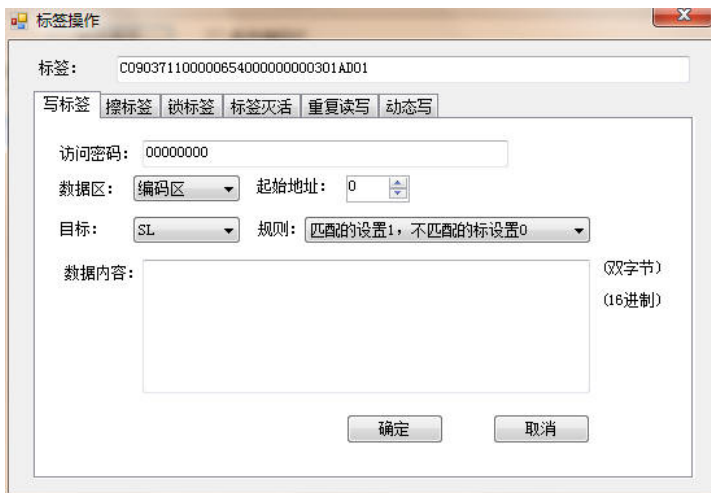 标签操作
标签： C0903711000006540000000000301AD01
写标签 擦标签 锁标签 标签灭活 重复读写 动态写
访问密码： 00000000
数据区： 编码区 起始地址： 0
目标： SL 规则： 匹配的设置1，不匹配的标设置0
数据内容： (双字节)
(16进制)
确定 取消